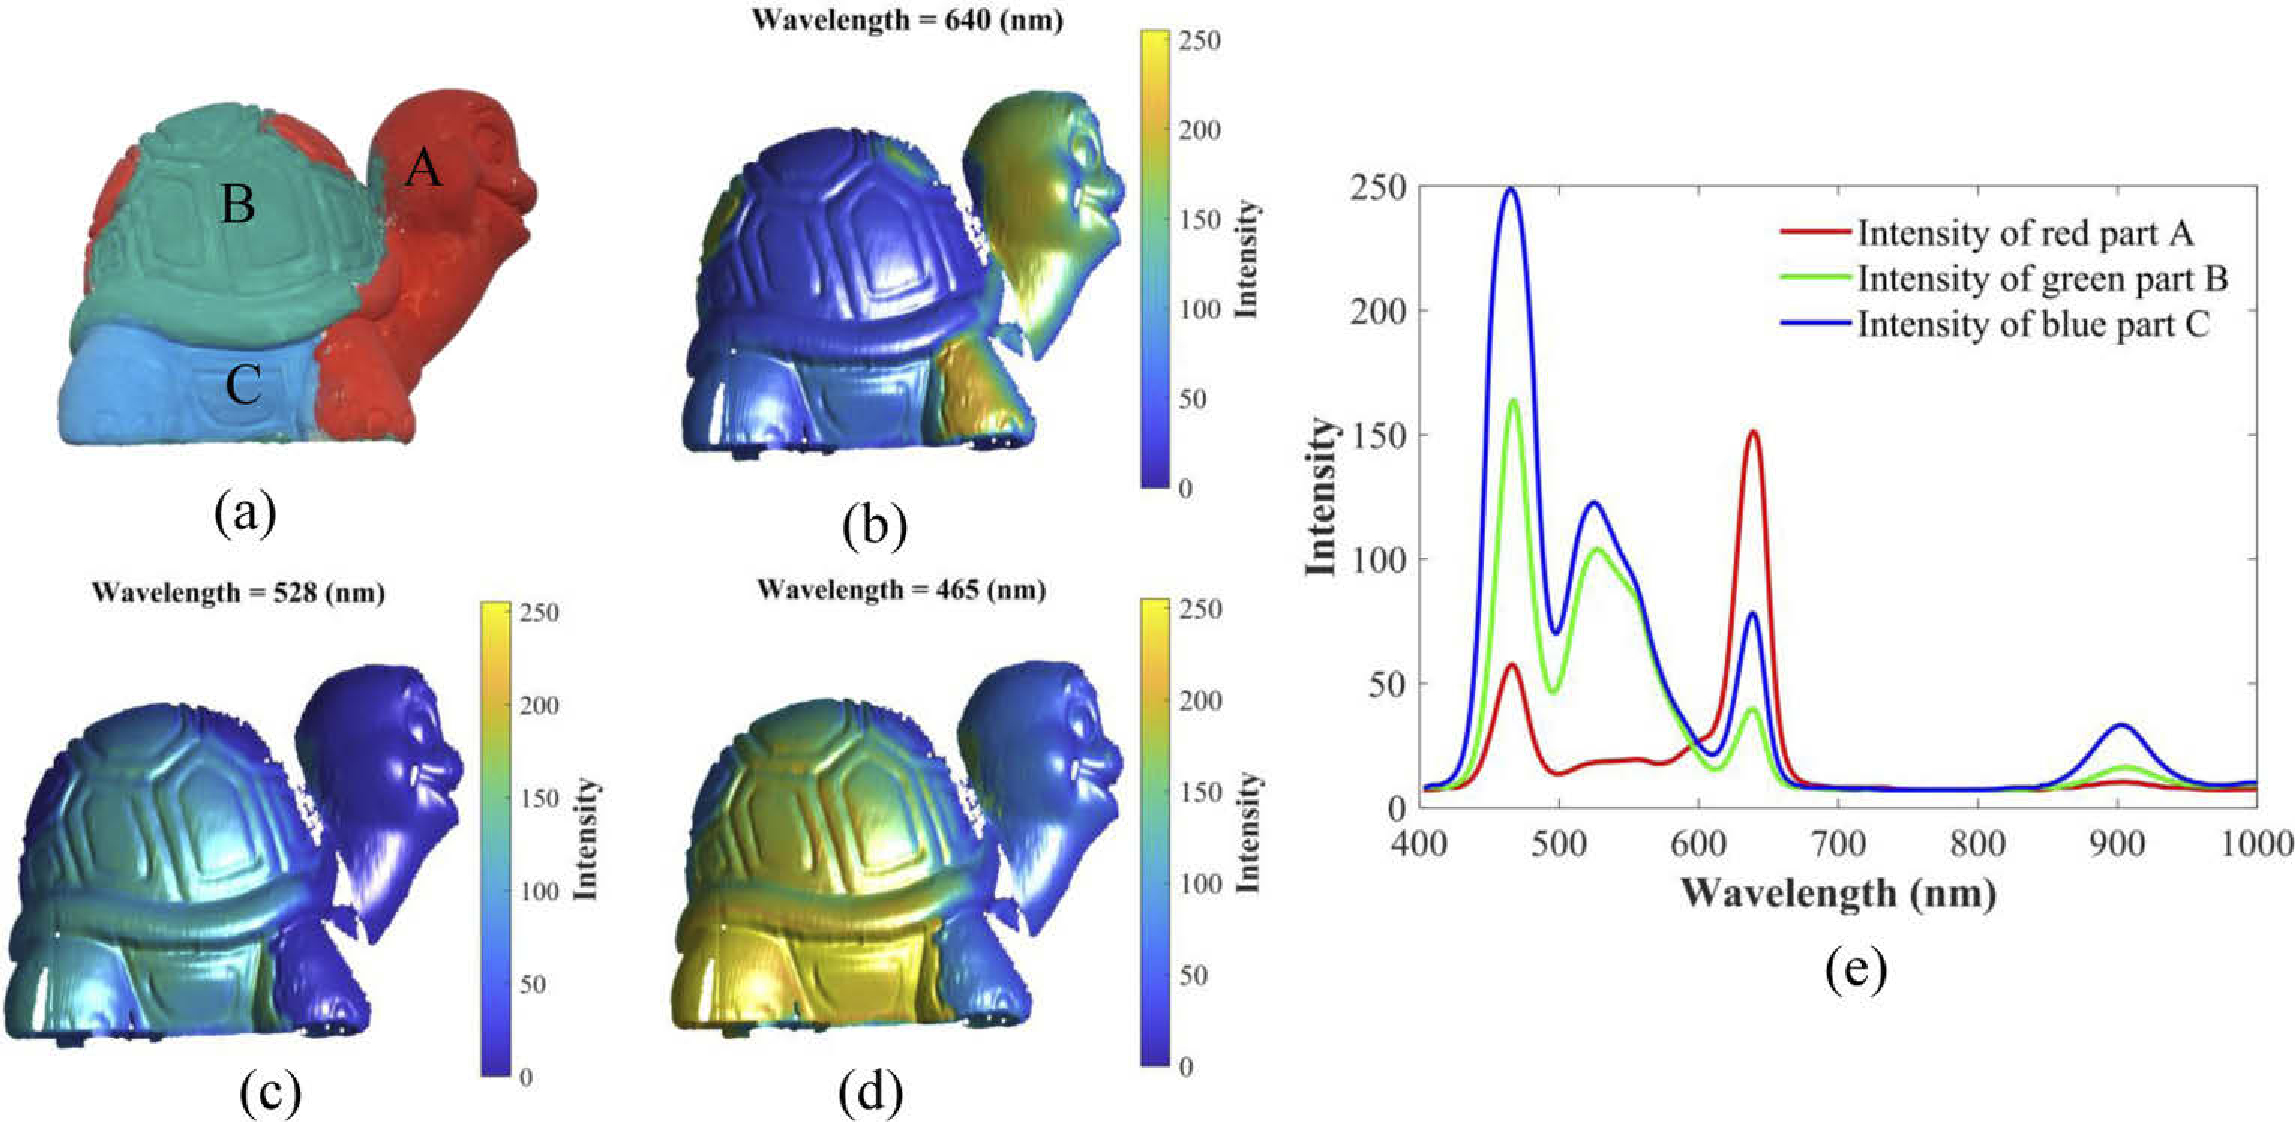 A
B
C
(a)
Wavelength = 640 (nm)
250
200
150
100
50
0
Intensity
(b)
Wavelength = 528 (nm)
250
200
150
100
50
0
Intensity
(c)
Wavelength = 465 (nm)
250
200
150
100
50
0
Intensity
(d)
250
200
150
100
50
0
Intensity
Intensity of red part A
Intensity of green part B
Intensity of blue part C
400 500 600 700 800 900 1000
Wavelength (nm)
(e)